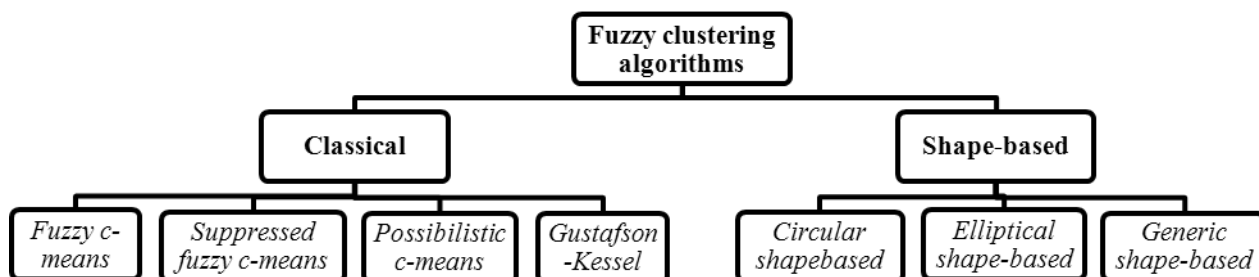 Fuzzy clustering
algorithms
Classical
Shape-based
Fuzzy c-
means
Suppressed
fuzzy c-means
Possibilistic
c-means
Gustafson
-Kessel
Circular
shapebased
Elliptical
shape-based
Generic
shape-based